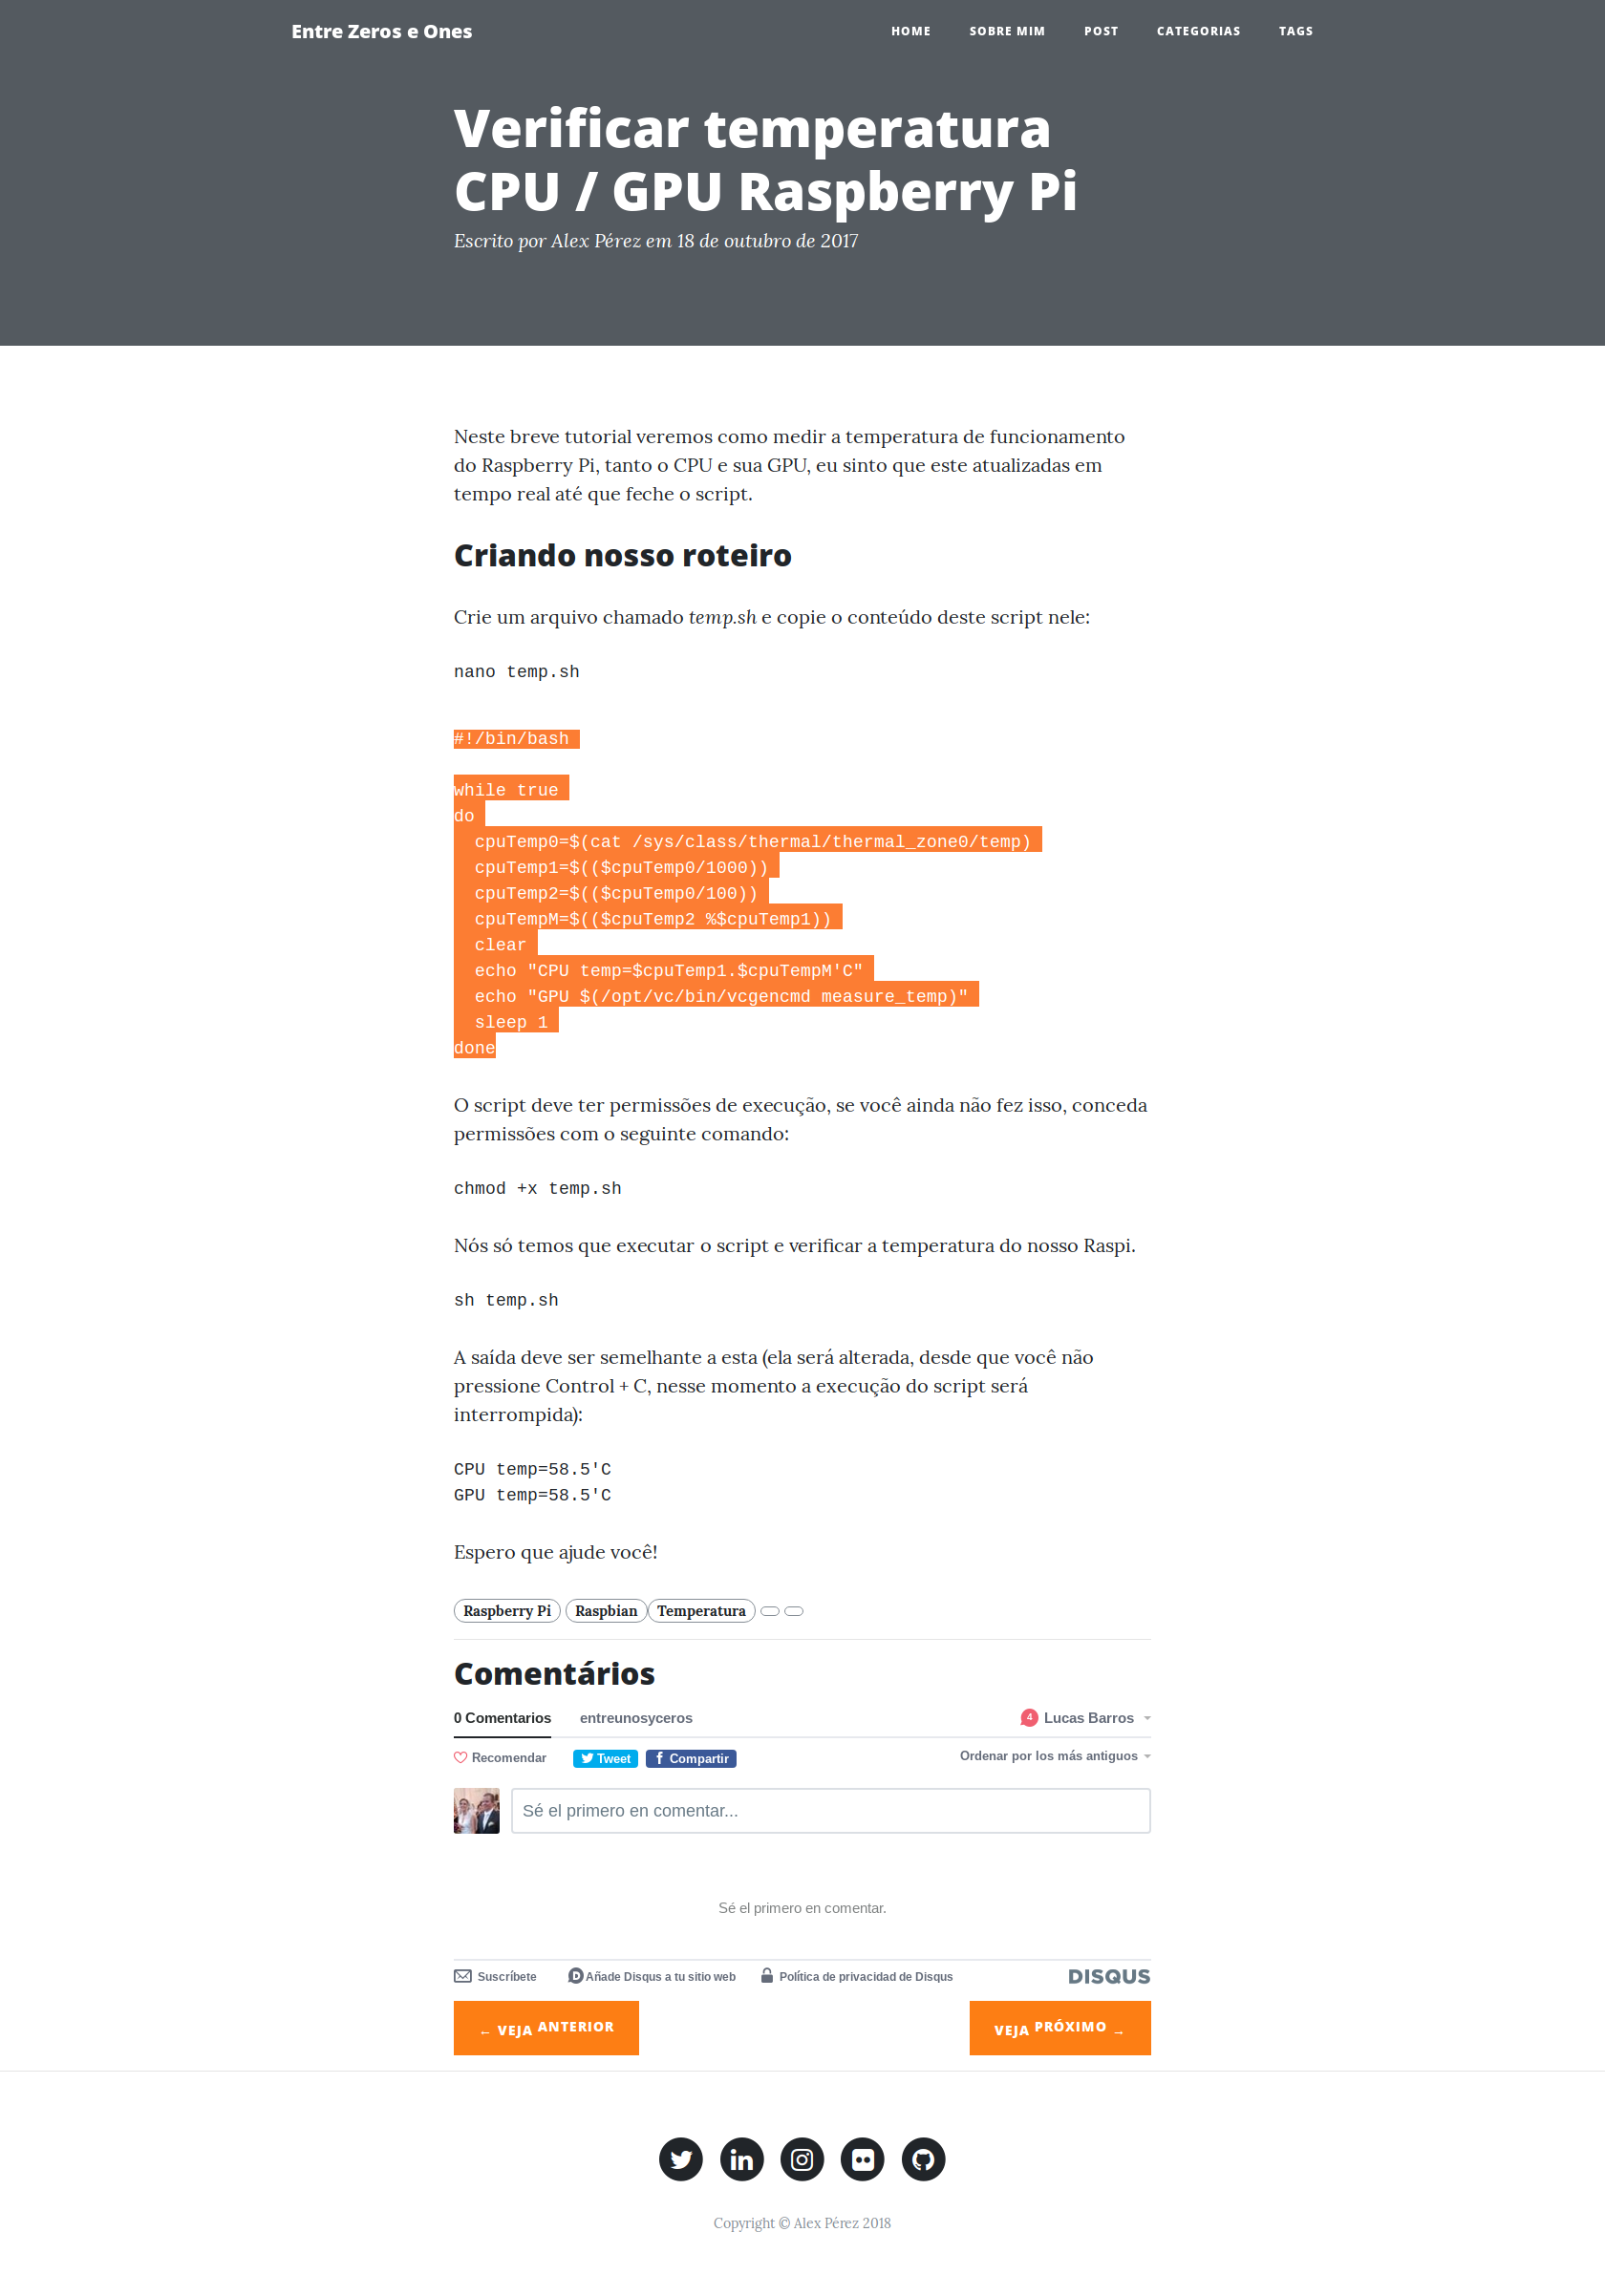 Entre Zeros e Ones
HOME SOBRE MIM POST CATEGORIAS TAGS
Verificar temperatura
CPU / GPU Raspberry Pi
Escrito por Alex Pérez em 18 de outubro de 2017
Neste breve tutorial veremos como medir a temperatura de funcionamento
do Raspberry Pi, tanto o CPU e sua GPU, eu sinto que este atualizadas em
tempo real até que feche o script.
Criando nosso roteiro
Crie um arquivo chamado temp.sh e copie o conteúdo deste script nele:
nano temp.sh
#!/bin/bash
while true
do
  cpuTemp0=$(cat /sys/class/thermal/thermal_zone0/temp)
  cpuTemp1=$(($cpuTemp0/1000))
  cpuTemp2=$(($cpuTemp0/100))
  cpuTempM=$(($cpuTemp2 %$cpuTemp1))
  clear
  echo "CPU temp=$cpuTemp1.$cpuTempM'C"
  echo "GPU $(/opt/vc/bin/vcgencmd measure_temp)"
  sleep 1
done
O script deve ter permissões de execução, se você ainda não fez isso, conceda
permissões com o seguinte comando:
chmod +x temp.sh
Nós só temos que executar o script e verificar a temperatura do nosso Raspi.
sh temp.sh
A saída deve ser semelhante a esta (ela será alterada, desde que você não
pressione Control + C, nesse momento a execução do script será
interrompida):
CPU temp=58.5'C
GPU temp=58.5'C
Espero que ajude você!
Raspberry Pi Raspbian Temperatura
Comentários
0 Comentarios entreunosyceros 4 Lucas Barros
Recomendar Tweet Compartir Ordenar por los más antiguos
Sé el primero en comentar...
Sé el primero en comentar.
Suscríbete Añade Disqus a tu sitio web Política de privacidad de Disqus DISQUS
← VEJA ANTERIOR VEJA PRÓXIMO →
Copyright © Alex Pérez 2018